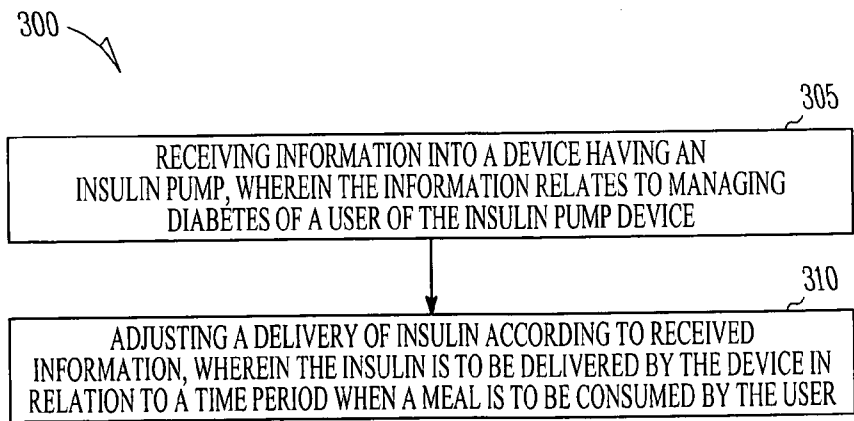 300
305
RECEIVING INFORMATION INTO A DEVICE HAVING AN
INSULIN PUMP, WHEREIN THE INFORMATION RELATES TO MANAGING
DIABETES OF A USER OF THE INSULIN PUMP DEVICE
310
ADJUSTING A DELIVERY OF INSULIN ACCORDING TO RECEIVED
INFORMATION, WHEREIN THE INSULIN IS TO BE DELIVERED BY THE DEVICE IN
RELATION TO A TIME PERIOD WHEN A MEAL IS TO BE CONSUMED BY THE USER